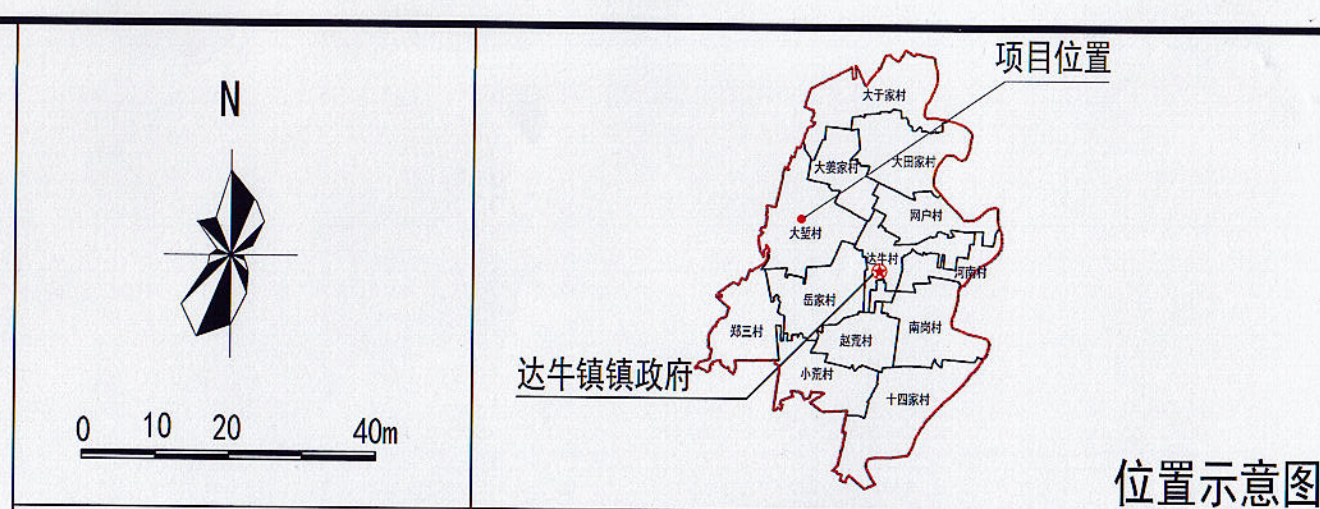 N
0 10 20 40m
项目位置
大于家村
大姜家村
大田家村
网户村
大堑村
达牛村
河南村
岳家村
郑三村
赵荒村
南岗村
达牛镇镇政府
小荒村
十四家村
位置示意图